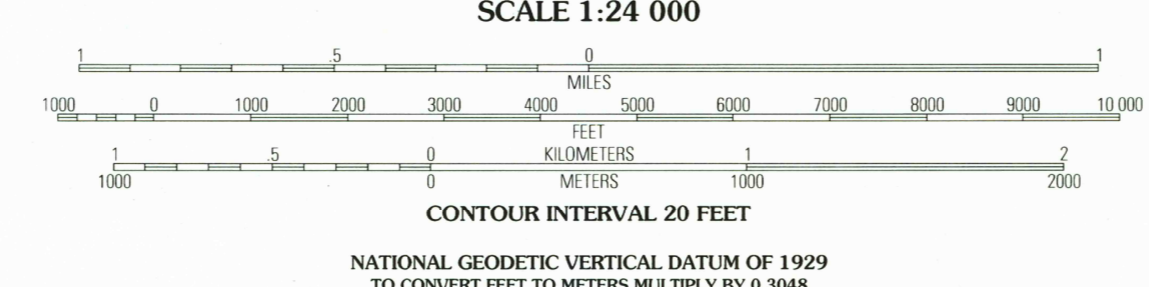 SCALE 1:24 000
1 .5 0 1
MILES
1000 0 1000 2000 3000 4000 5000 6000 7000 8000 9000 10 000
FEET
1 .5 0 KILOMETERS 1 2
1000 0 METERS 1000 2000
CONTOUR INTERVAL 20 FEET
NATIONAL GEODETIC VERTICAL DATUM OF 1929
TO CONVERT FEET TO METERS MULTIPLY BY 0.3048